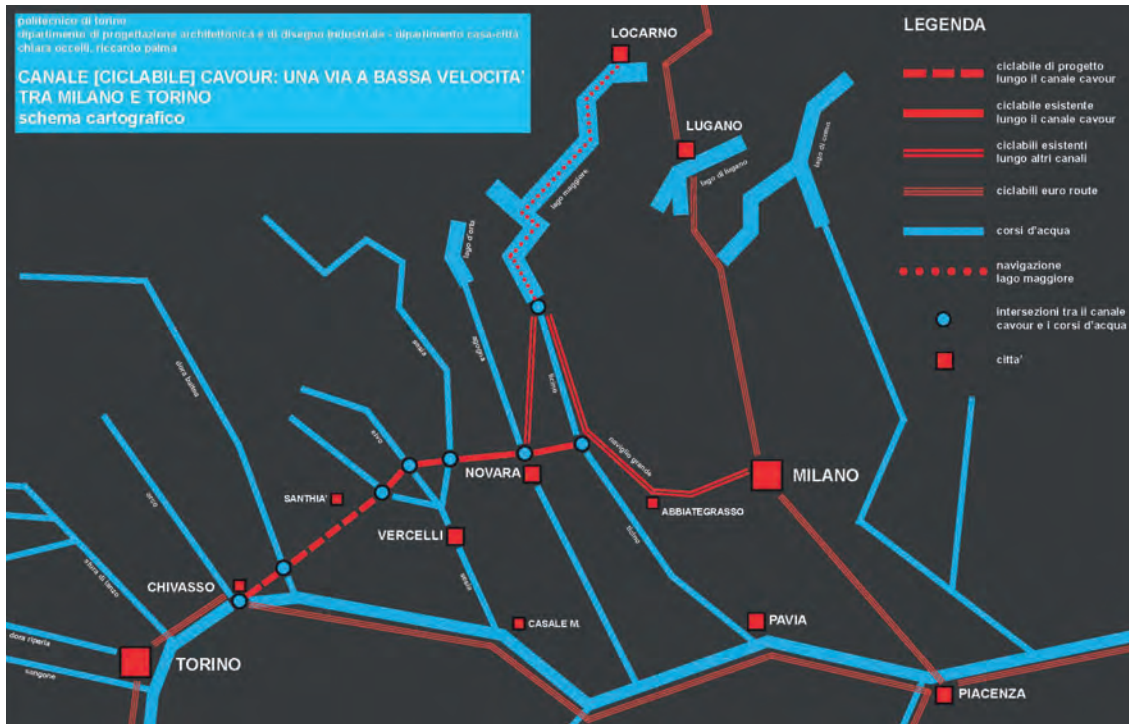 politecnico di torino
dipartimento di progettazione architettonica e di disegno industriale - dipartimento casa-città
chiara occelli, riccardo palma
CANALE [CICLABILE] CAVOUR: UNA VIA A BASSA VELOCITA'
TRA MILANO E TORINO
schema cartografico
LEGENDA
ciclabile di progetto
lungo il canale cavour
ciclabile esistente
lungo il canale cavour
ciclabili esistenti
lungo altri canali
ciclabili euro route
corsi d'acqua
navigazione
lago maggiore
intersezioni tra il canale
cavour e i corsi d'acqua
citta'
LOCARNO
LUGANO
lago di lugano
lago di como
lago maggiore
lago d'orta
agogna
ticino
dora baltea
elvo
orco
naviglio grande
NOVARA
MILANO
SANTHIA'
ABBIATEGRASSO
VERCELLI
ticino
sesia
stura di lanzo
CHIVASSO
CASALE M.
PAVIA
dora riparia
TORINO
sangone
PIACENZA